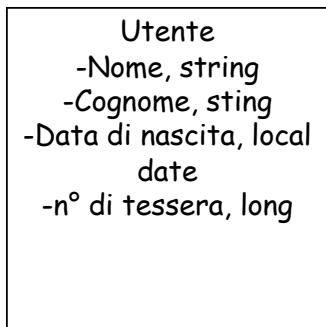 Utente
-Nome, string
-Cognome, sting
-Data di nascita, local
date
-n° di tessera, long